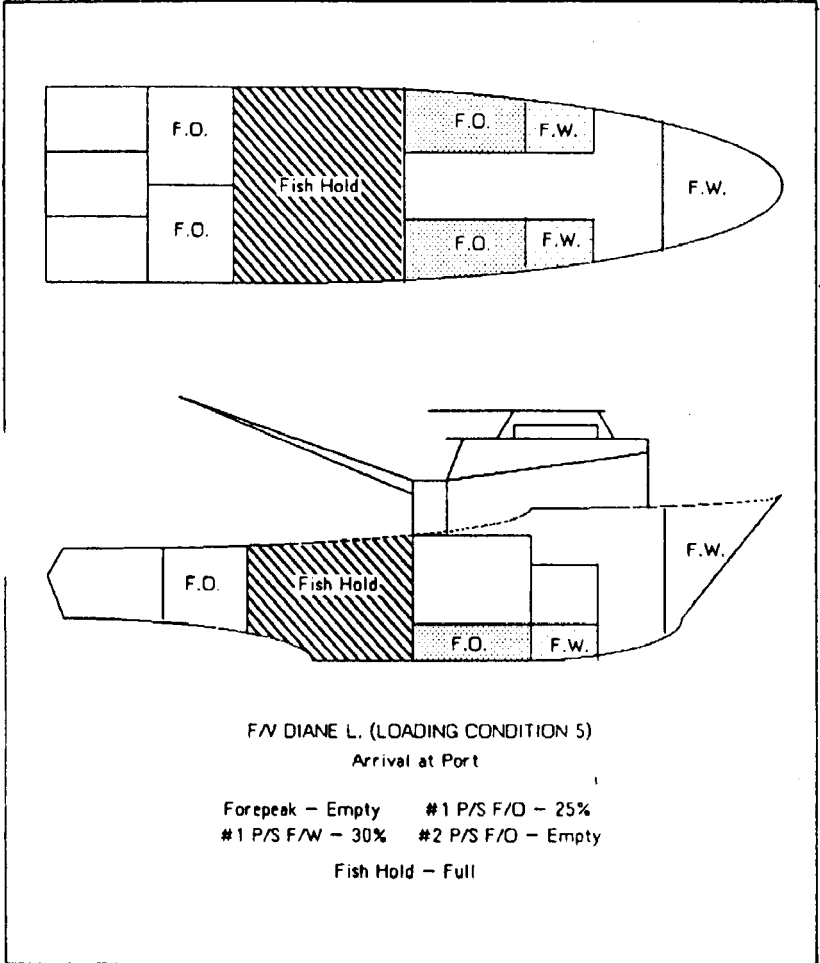 F.O.
F.O.
F.W.
Fish Hold
F.W.
F.O.
F.O.
F.W.
F.W.
F.O.
Fish Hold
F.O.
F.W.
F/V DIANE L. (LOADING CONDITION 5)
Arrival at Port
Forepeak – Empty #1 P/S F/O – 25%
#1 P/S F/W – 30% #2 P/S F/O – Empty
Fish Hold – Full